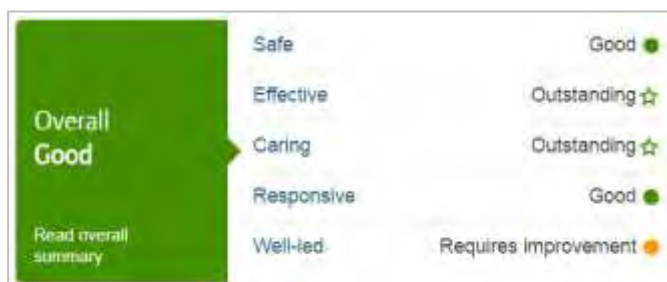 Overall
Good
Read overall
summary
Safe Good
Effective Outstanding
Caring Outstanding
Responsive Good
Well-led Requires improvement